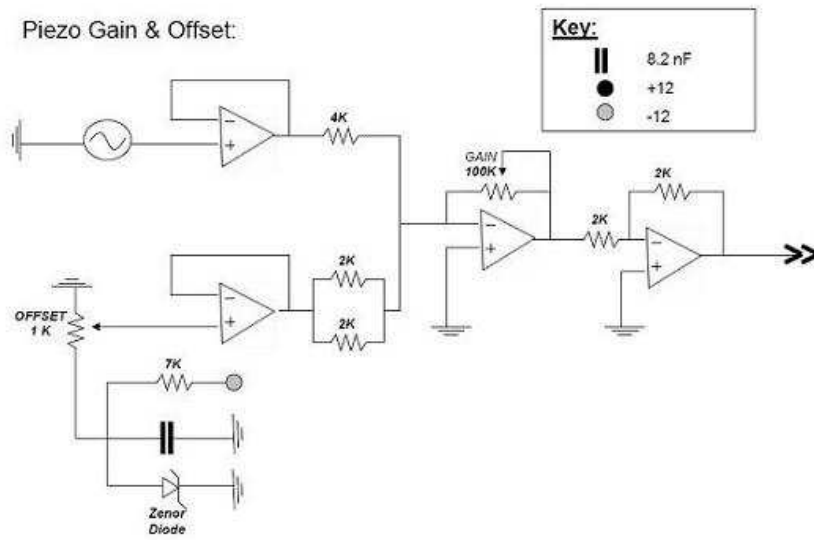 Piezo Gain & Offset:
Key:
8.2 nF
+12
-12
4K
GAIN
100K
2K
2K
2K
2K
OFFSET
1 K
7K
Zenor
Diode